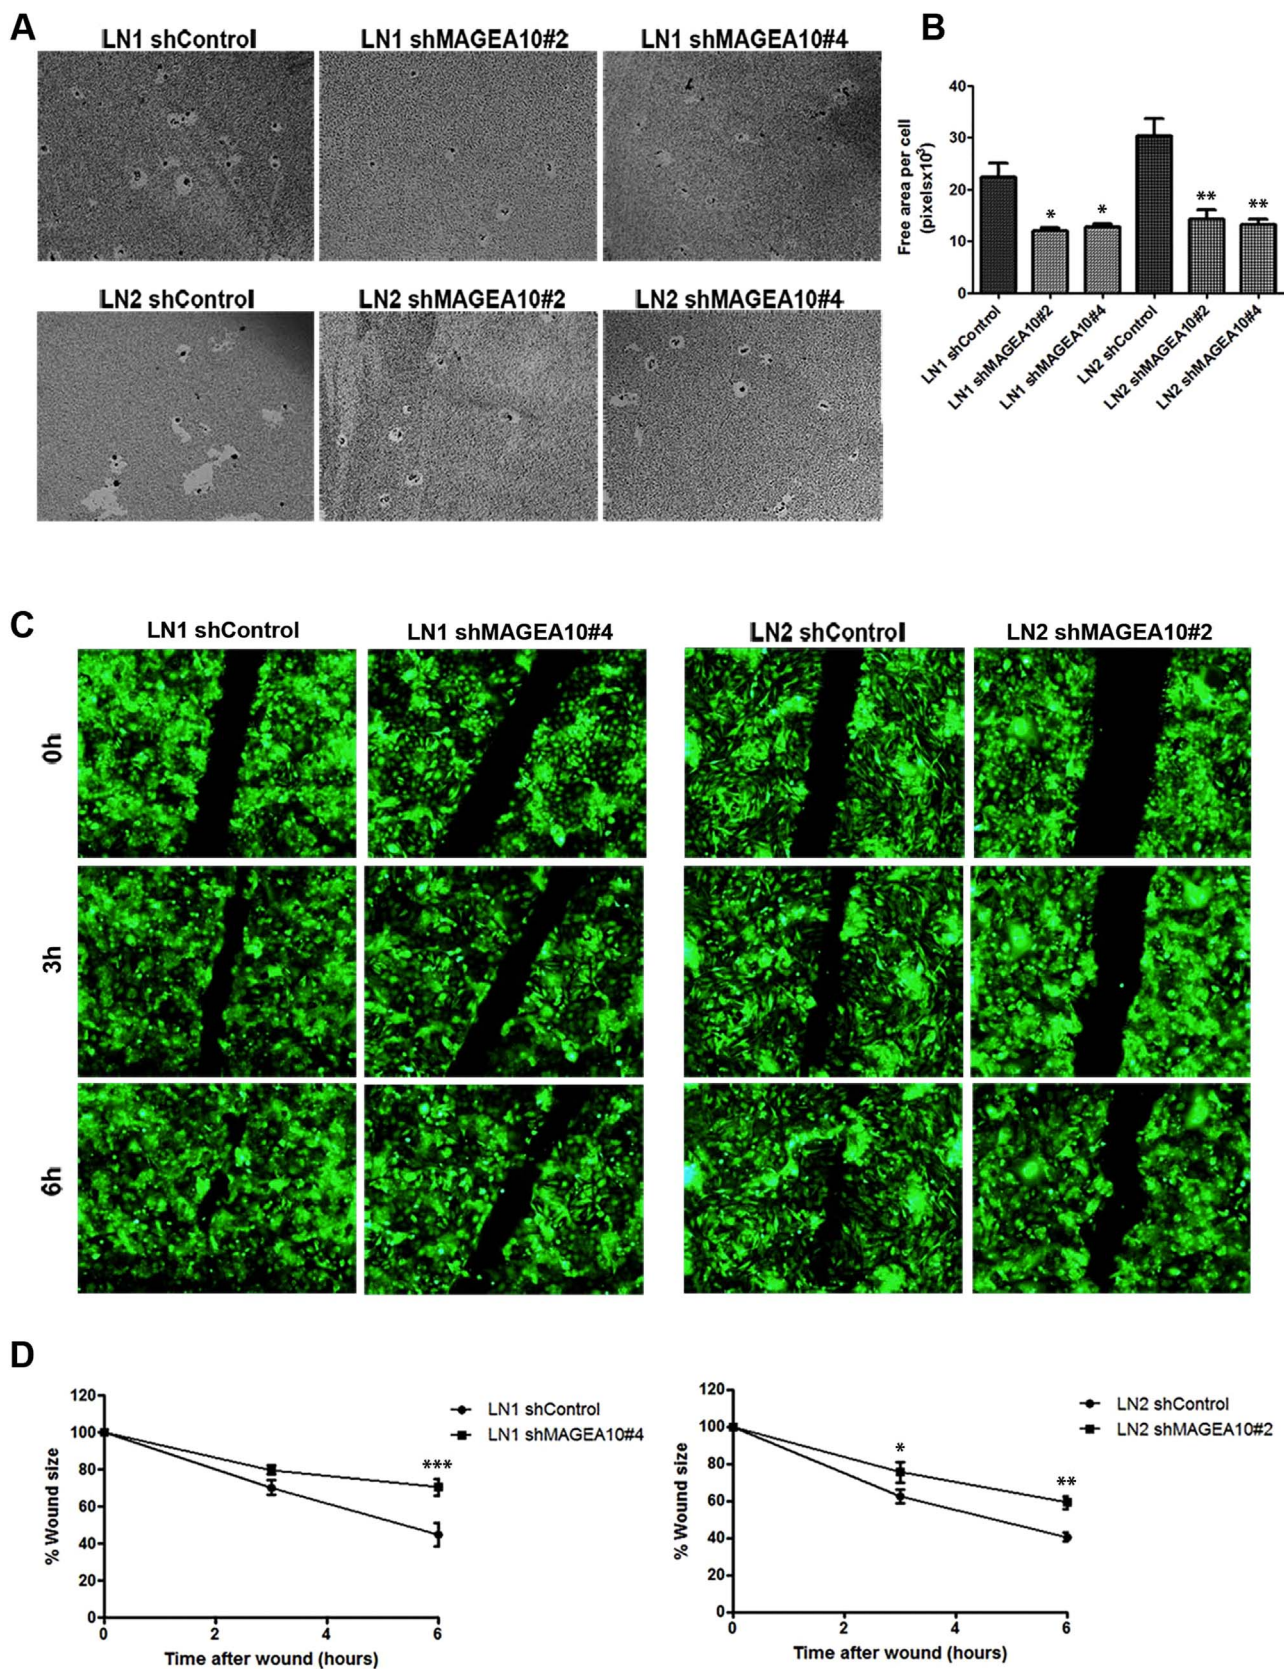 A
LN1 shControl
LN1 shMAGEA10#2
LN1 shMAGEA10#4
LN2 shControl
LN2 shMAGEA10#2
LN2 shMAGEA10#4
B
Free area per cell
(pixelsx10³)
40
30
20
10
0
*
*
**
**
LN1 shControl
LN1 shMAGEA10#2
LN1 shMAGEA10#4
LN2 shControl
LN2 shMAGEA10#2
LN2 shMAGEA10#4
C
LN1 shControl
LN1 shMAGEA10#4
LN2 shControl
LN2 shMAGEA10#2
0h
3h
6h
D
% Wound size
120
100
80
60
40
20
0
0 2 4 6
Time after wound (hours)
LN1 shControl
LN1 shMAGEA10#4
***
% Wound size
120
100
80
60
40
20
0
0 2 4 6
Time after wound (hours)
LN2 shControl
LN2 shMAGEA10#2
*
**